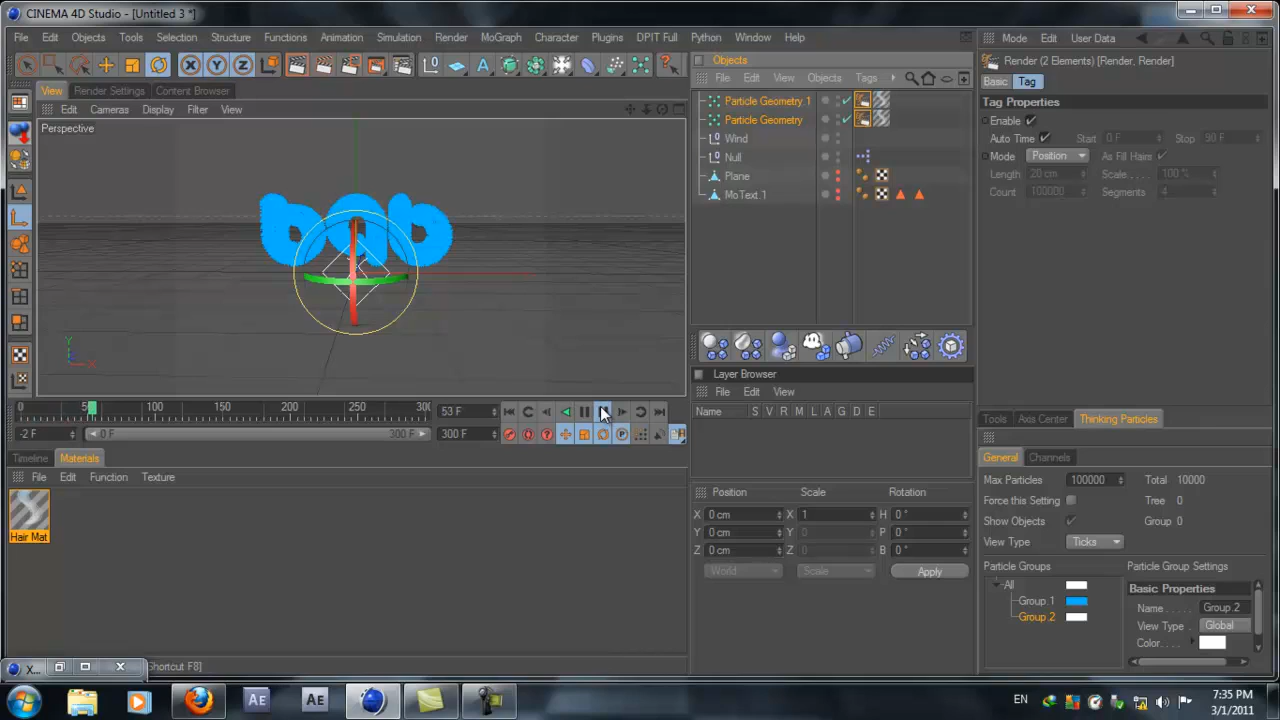 CINEMA 4D Studio - [Untitled 3 *]
File Edit Objects Tools Selection Structure Functions Animation Simulation Render MoGraph Character Plugins DPIT Full Python Window Help
View Render Settings Content Browser
Edit Cameras Display Filter View
Perspective
Y
Z
X
0 5 100 150 200 250 300
53 F
-2 F
0 F
300 F
300 F
Timeline Materials
File Edit Function Texture
Hair Mat
X...
Shortcut F8]
Objects
File Edit View Objects Tags
Particle Geometry.1
Particle Geometry
Wind
Null
Plane
MoText.1
Layer Browser
File Edit View
Name S V R M L A G D E
Position Scale Rotation
X 0 cm X 1 H 0 °
Y 0 cm Y 0 P 0 °
Z 0 cm Z 0 B 0 °
World Scale Apply
Mode Edit User Data
Render (2 Elements) [Render, Render]
Basic Tag
Tag Properties
Enable
Auto Time Start 0 F Stop 90 F
Mode Position As Fill Hairs
Length 20 cm Scale 100 %
Count 100000 Segments 4
Tools Axis Center Thinking Particles
General Channels
Max Particles 100000 Total 10000
Force this Setting Tree 0
Show Objects Group 0
View Type Ticks
Particle Groups
All
Group.1
Group.2
Particle Group Settings
Basic Properties
Name Group.2
View Type Global
Color
Ae Ae
EN
7:35 PM
3/1/2011